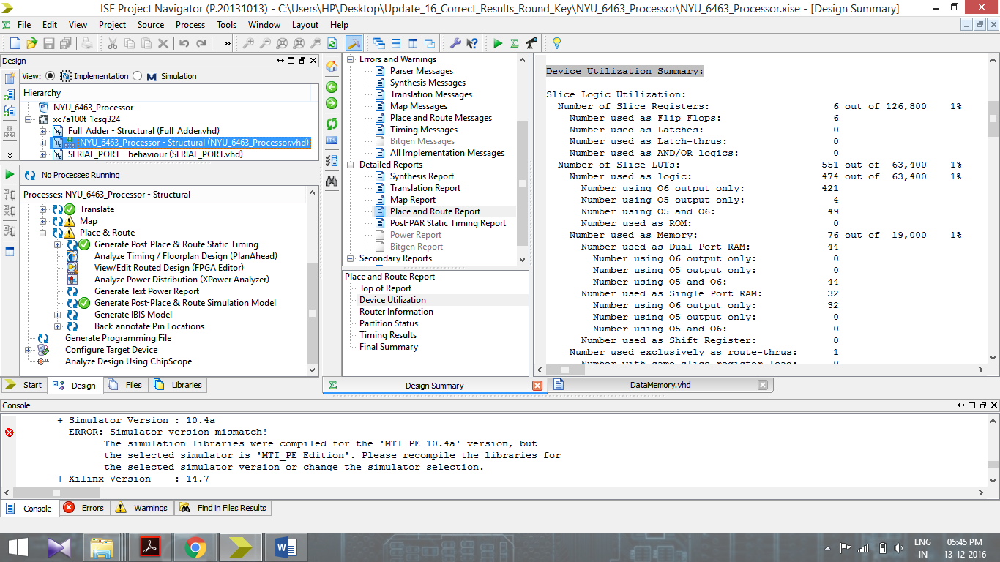 ISE Project Navigator (P.20131013) - C:\Users\HP\Desktop\Update_16_Correct_Results_Round_Key\NYU_6463_Processor\NYU_6463_Processor.xise - [Design Summary]
File Edit View Project Source Process Tools Window Layout Help
Design
View: Implementation Simulation
Hierarchy
NYU_6463_Processor
xc7a100t-1csg324
Full_Adder - Structural (Full_Adder.vhd)
NYU_6463_Processor - Structural (NYU_6463_Processor.vhd)
SERIAL_PORT - behaviour (SERIAL_PORT.vhd)
No Processes Running
Processes: NYU_6463_Processor - Structural
Translate
Map
Place & Route
Generate Post-Place & Route Static Timing
Analyze Timing / Floorplan Design (PlanAhead)
View/Edit Routed Design (FPGA Editor)
Analyze Power Distribution (XPower Analyzer)
Generate Text Power Report
Generate Post-Place & Route Simulation Model
Generate IBIS Model
Back-annotate Pin Locations
Generate Programming File
Configure Target Device
Analyze Design Using ChipScope
Start Design Files Libraries
Errors and Warnings
Parser Messages
Synthesis Messages
Translation Messages
Map Messages
Place and Route Messages
Timing Messages
Bitgen Messages
All Implementation Messages
Detailed Reports
Synthesis Report
Translation Report
Map Report
Place and Route Report
Post-PAR Static Timing Report
Power Report
Bitgen Report
Secondary Reports
Place and Route Report
Top of Report
Device Utilization
Router Information
Partition Status
Timing Results
Final Summary
Device Utilization Summary:
Slice Logic Utilization:
Number of Slice Registers: 6 out of 126,800 1%
Number used as Flip Flops: 6
Number used as Latches: 0
Number used as Latch-thrus: 0
Number used as AND/OR logics: 0
Number of Slice LUTs: 551 out of 63,400 1%
Number used as logic: 474 out of 63,400 1%
Number using O6 output only: 421
Number using O5 output only: 4
Number using O5 and O6: 49
Number used as ROM: 0
Number used as Memory: 76 out of 19,000 1%
Number used as Dual Port RAM: 44
Number using O6 output only: 0
Number using O5 output only: 0
Number using O5 and O6: 44
Number used as Single Port RAM: 32
Number using O6 output only: 32
Number using O5 output only: 0
Number using O5 and O6: 0
Number used as Shift Register: 0
Number used exclusively as route-thrus: 1
Number with same-slice register load: 0
Design Summary DataMemory.vhd
Console
+ Simulator Version : 10.4a
ERROR: Simulator version mismatch!
The simulation libraries were compiled for the 'MTI_PE 10.4a' version, but
the selected simulator is 'MTI_PE Edition'. Please recompile the libraries for
the selected simulator version or change the simulator selection.
+ Xilinx Version : 14.7
Console Errors Warnings Find in Files Results
ENG
IN
05:45 PM
13-12-2016